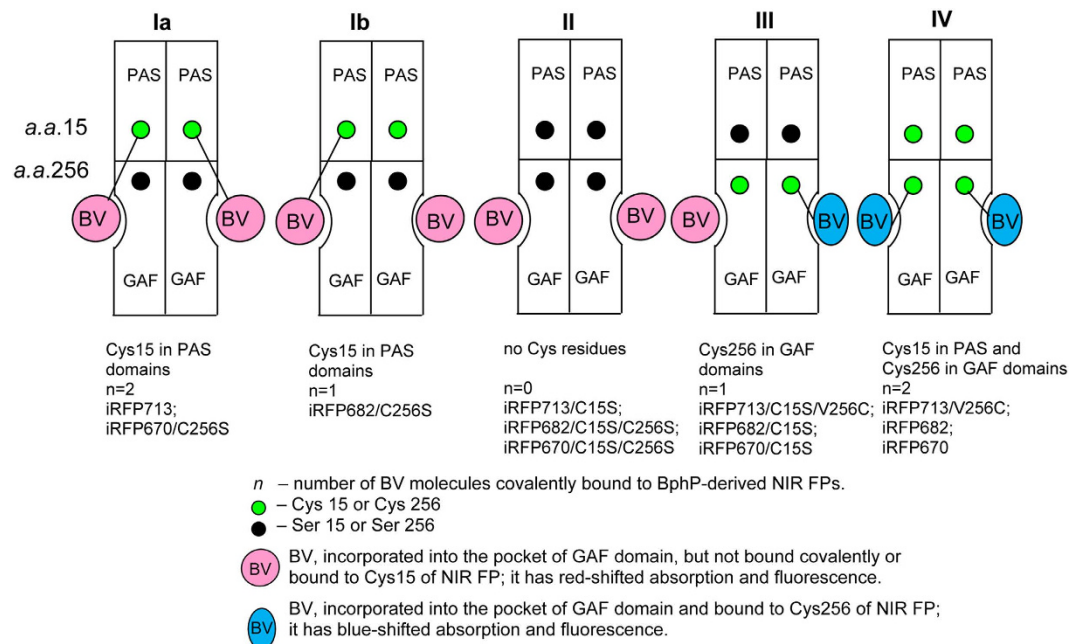 Ia
Ib
II
III
IV
PAS PAS
PAS PAS
PAS PAS
PAS PAS
PAS PAS
a.a.15
a.a.256
BV BV
BV BV
BV BV
BV BV
BV BV
GAF GAF
GAF GAF
GAF GAF
GAF GAF
GAF GAF
Cys15 in PAS
domains
n=2
iRFP713;
iRFP670/C256S
Cys15 in PAS
domains
n=1
iRFP682/C256S
no Cys residues
n=0
iRFP713/C15S;
iRFP682/C15S/C256S;
iRFP670/C15S/C256S
Cys256 in GAF
domains
n=1
iRFP713/C15S/V256C;
iRFP682/C15S;
iRFP670/C15S
Cys15 in PAS and
Cys256 in GAF domains
n=2
iRFP713/V256C;
iRFP682;
iRFP670
n – number of BV molecules covalently bound to BphP-derived NIR FPs.
– Cys 15 or Cys 256
– Ser 15 or Ser 256
BV
BV, incorporated into the pocket of GAF domain, but not bound covalently or
bound to Cys15 of NIR FP; it has red-shifted absorption and fluorescence.
BV
BV, incorporated into the pocket of GAF domain and bound to Cys256 of NIR FP;
it has blue-shifted absorption and fluorescence.